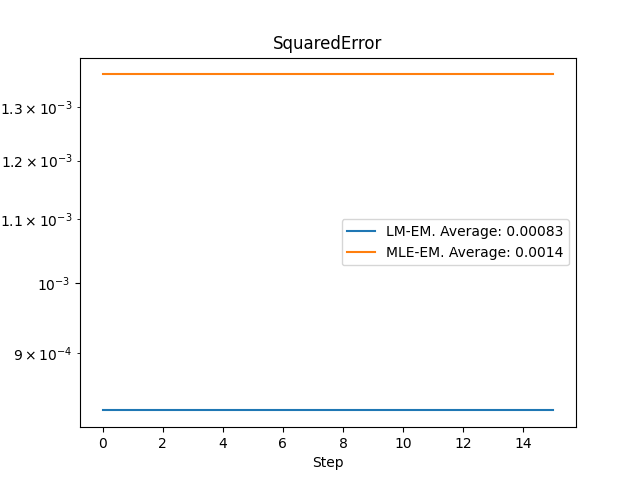 SquaredError
1.3 × 10⁻³
1.2 × 10⁻³
1.1 × 10⁻³
10⁻³
9 × 10⁻⁴
LM-EM. Average: 0.00083
MLE-EM. Average: 0.0014
0 2 4 6 8 10 12 14
Step